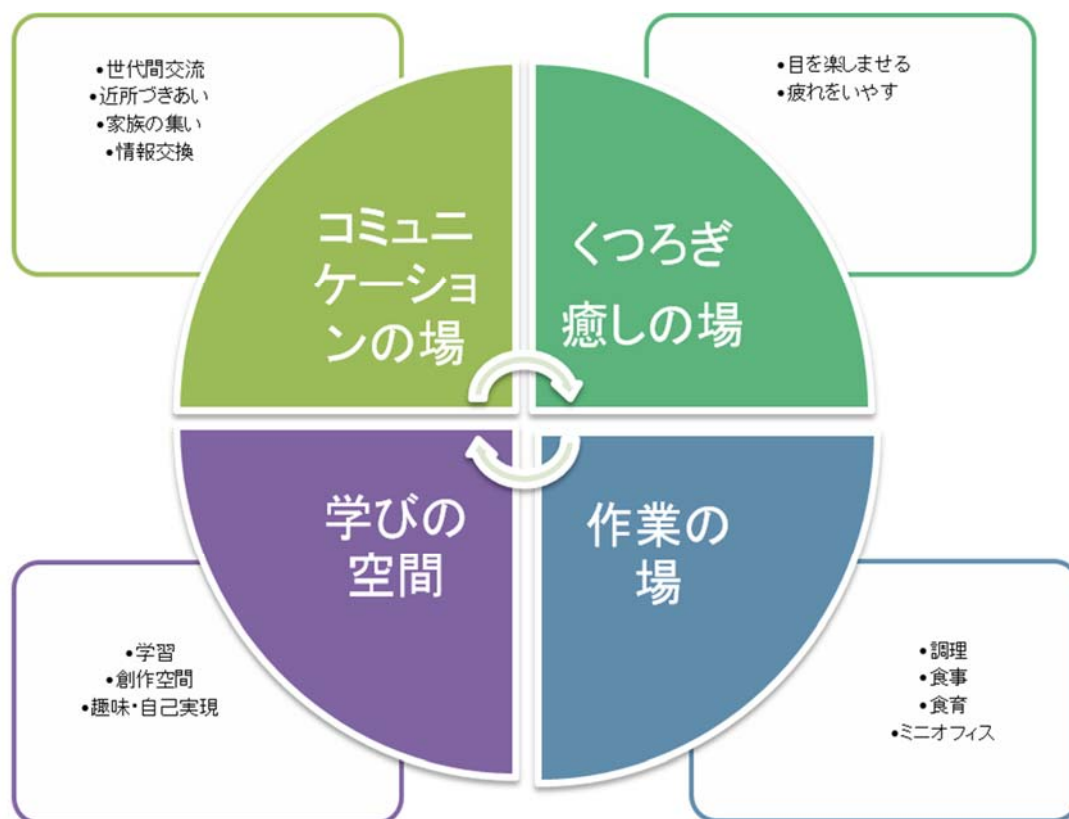 •世代間交流
•近所づきあい
•家族の集い
•情報交換
•目を楽しませる
•疲れをいやす
コミュニ
ケーショ
ンの場
くつろぎ
癒しの場
学びの
空間
作業の
場
•学習
•創作空間
•趣味・自己実現
•調理
•食事
•食育
•ミニオフィス